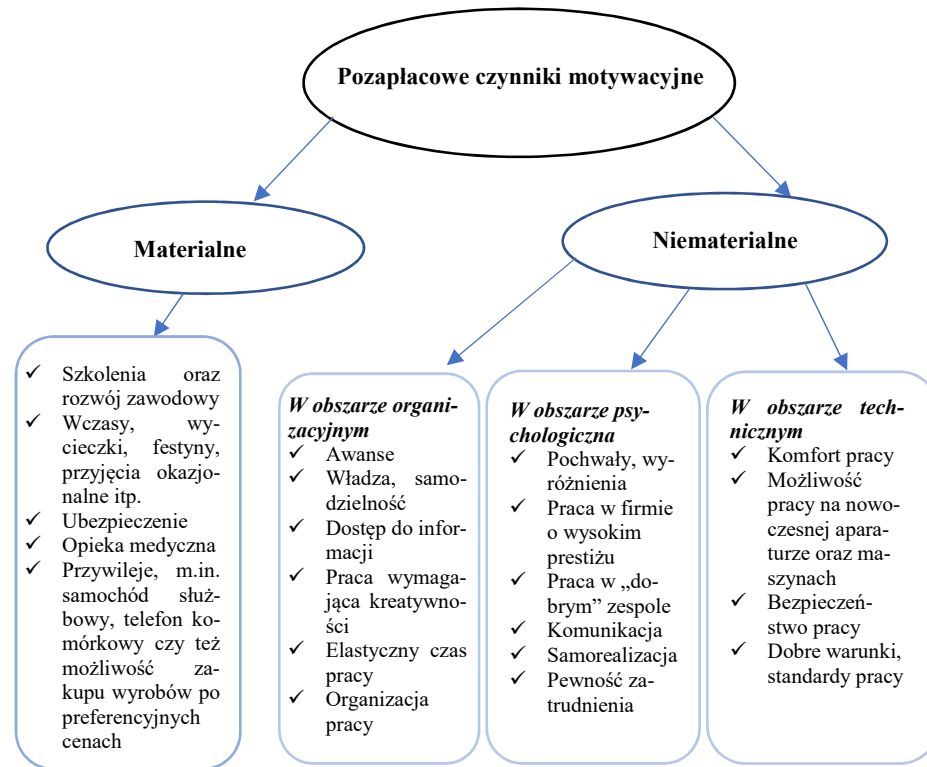 Pozapłacowe czynniki motywacyjne
Materialne
Niematerialne
✓ Szkolenia oraz
rozwój zawodowy
✓ Wczasy, wy-
cieczki, festyny,
przyjęcia okazjo-
nalne itp.
✓ Ubezpieczenie
✓ Opieka medyczna
✓ Przywileje, m.in.
samochód służ-
bowy, telefon ko-
mórkowy czy też
możliwość za-
kupu wyrobów po
preferencyjnych
cenach
W obszarze organi-
zacyjnym
✓ Awanse
✓ Władza, samo-
dzielność
✓ Dostęp do infor-
macji
✓ Praca wymaga-
jąca kreatywno-
ści
✓ Elastyczny czas
pracy
✓ Organizacja
pracy
W obszarze psy-
chologiczna
✓ Pochwały, wy-
różnienia
✓ Praca w firmie
o wysokim
prestiżu
✓ Praca w „do-
brym” zespole
✓ Komunikacja
✓ Samorealizacja
✓ Pewność za-
trudnienia
W obszarze tech-
nicznym
✓ Komfort pracy
✓ Możliwość
pracy na nowo-
czesnej apara-
turze oraz ma-
szynach
✓ Bezpieczeń-
stwo pracy
✓ Dobre warunki,
standardy pracy